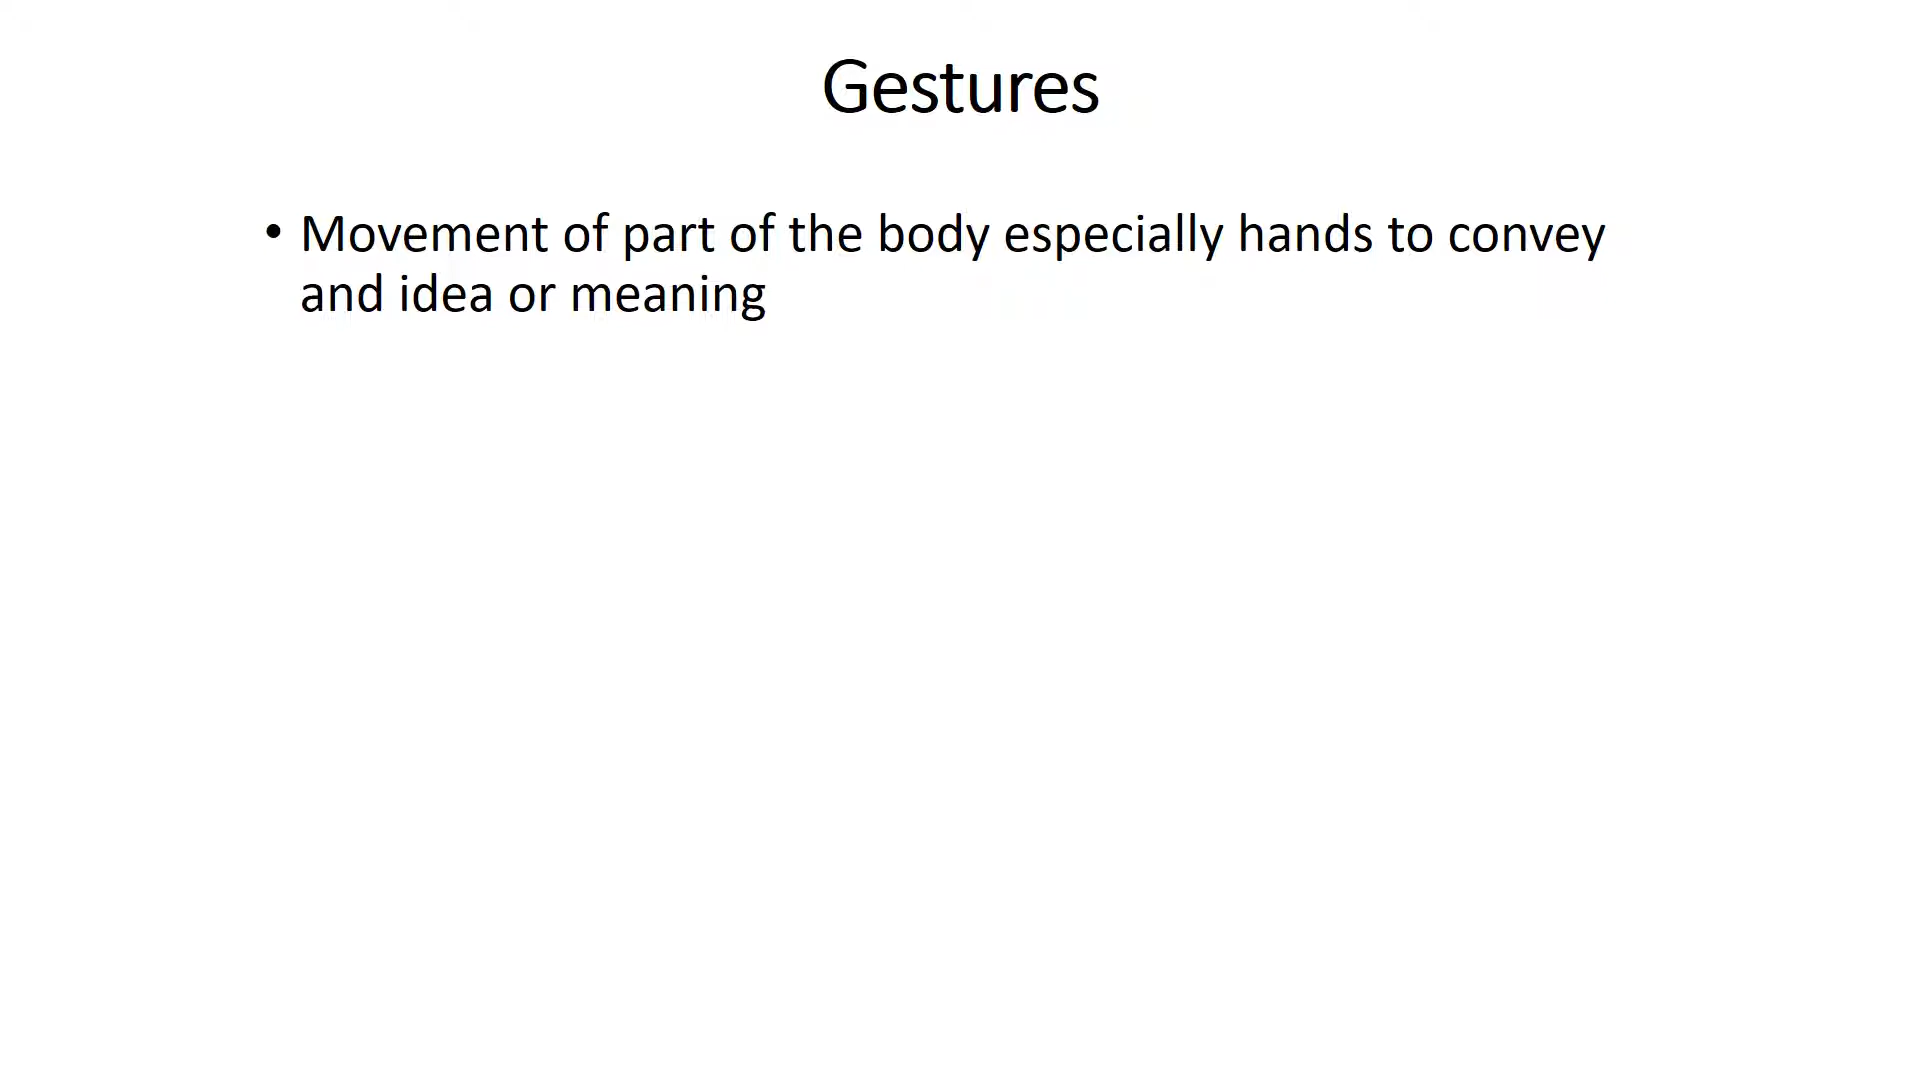 Gestures
• Movement of part of the body especially hands to convey
and idea or meaning